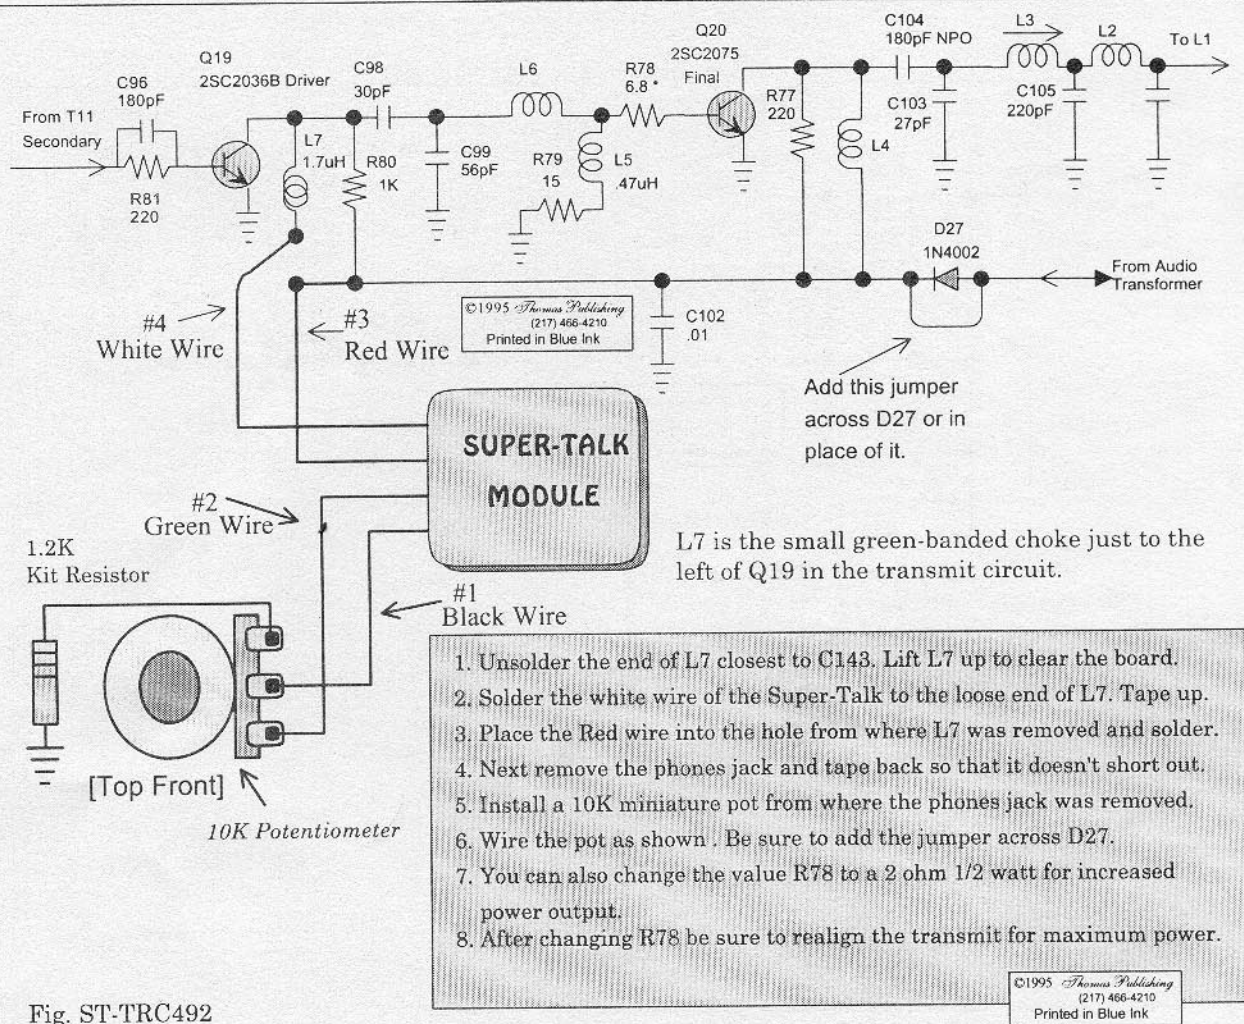 Q20
C104
L3
L2
2SC2075
180pF NPO
To L1
Q19
2SC2036B Driver
C98
30pF
L6
R78
6.8 *
Final
C96
180pF
R77
220
C103
27pF
C105
220pF
From T11
Secondary
L7
1.7uH
R80
1K
C99
56pF
R79
15
L5
.47uH
L4
R81
220
D27
1N4002
From Audio
Transformer
#4
White Wire
#3
Red Wire
©1995 Thomas Publishing
(217) 466-4210
Printed in Blue Ink
C102
.01
Add this jumper
across D27 or in
place of it.
SUPER-TALK
MODULE
#2
Green Wire
1.2K
Kit Resistor
L7 is the small green-banded choke just to the
left of Q19 in the transmit circuit.
#1
Black Wire
[Top Front]
10K Potentiometer
1. Unsolder the end of L7 closest to C143. Lift L7 up to clear the board.
2. Solder the white wire of the Super-Talk to the loose end of L7. Tape up.
3. Place the Red wire into the hole from where L7 was removed and solder.
4. Next remove the phones jack and tape back so that it doesn't short out.
5. Install a 10K miniature pot from where the phones jack was removed.
6. Wire the pot as shown . Be sure to add the jumper across D27.
7. You can also change the value R78 to a 2 ohm 1/2 watt for increased
power output.
8. After changing R78 be sure to realign the transmit for maximum power.
©1995 Thomas Publishing
(217) 466-4210
Printed in Blue Ink
Fig. ST-TRC492